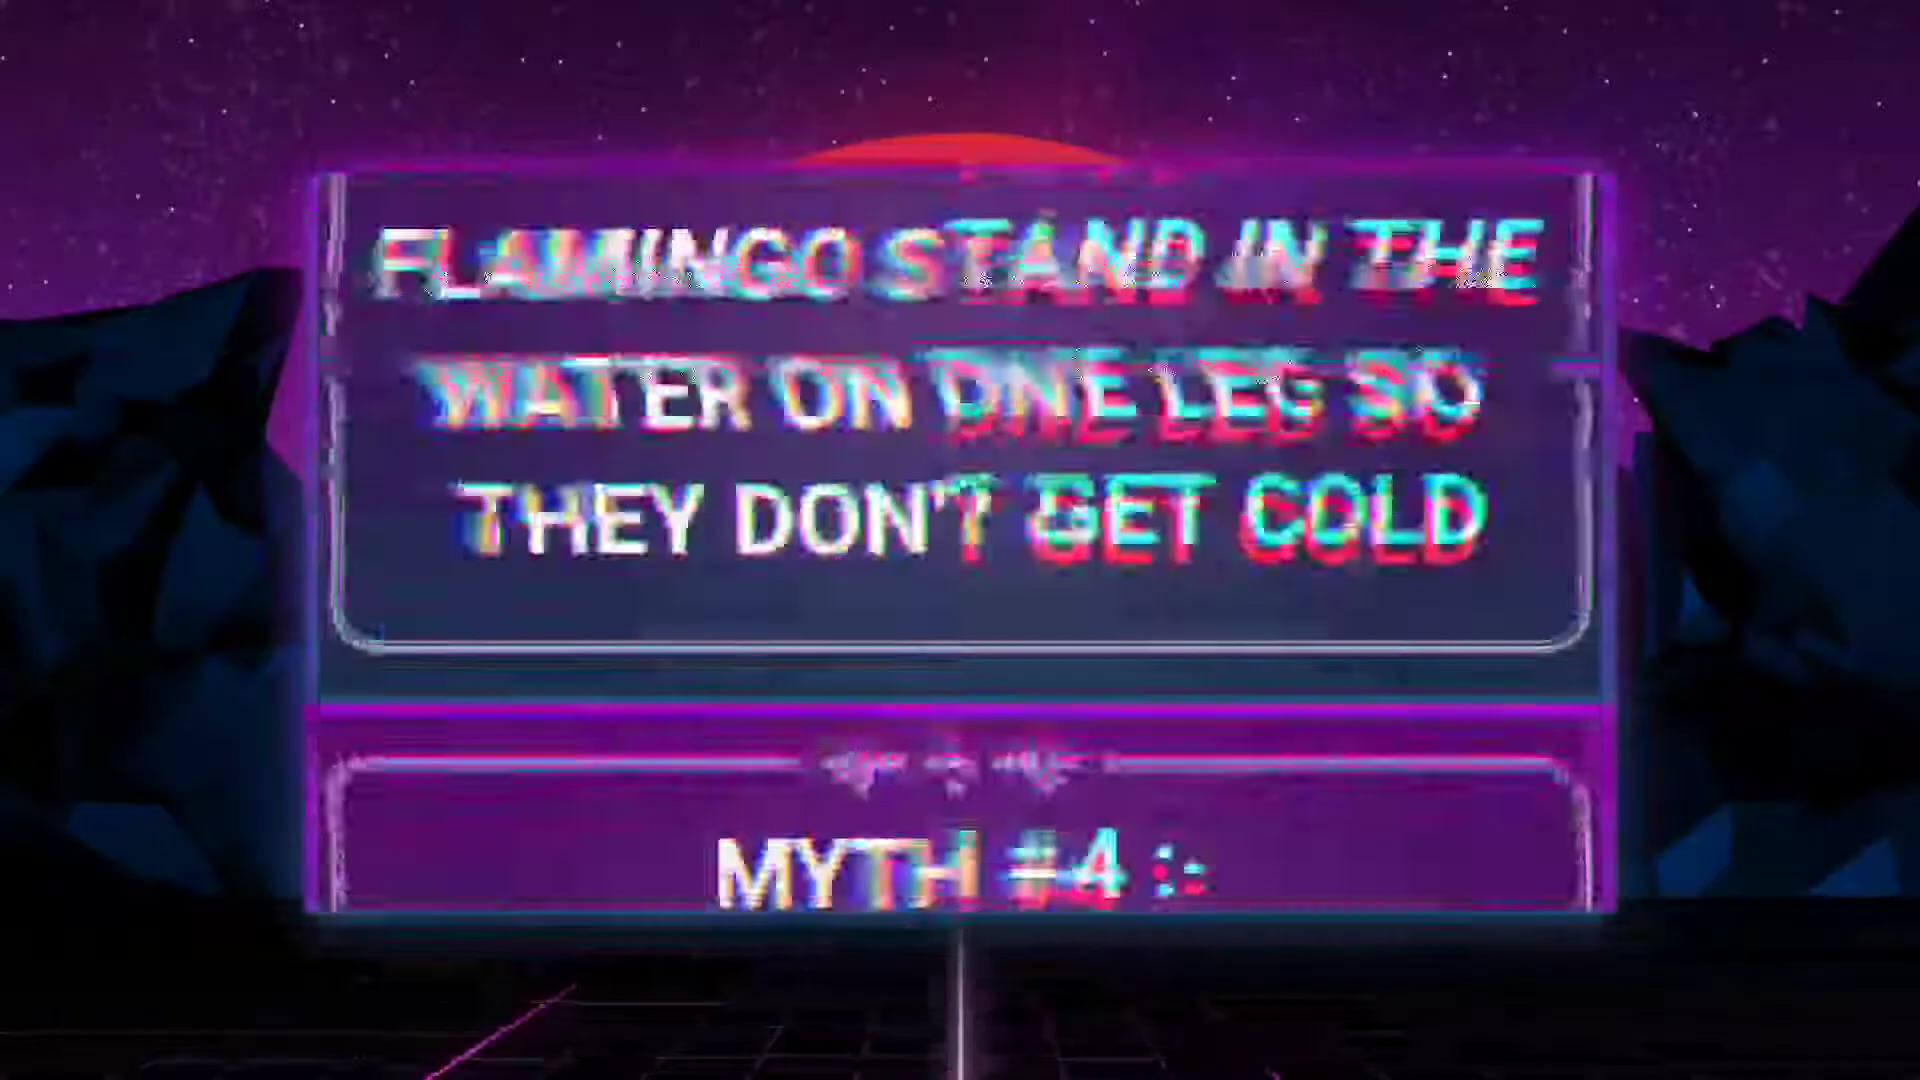 FLAMINGO STAND IN THE
WATER ON ONE LEG SO
THEY DON'T GET COLD
MYTH #4 :